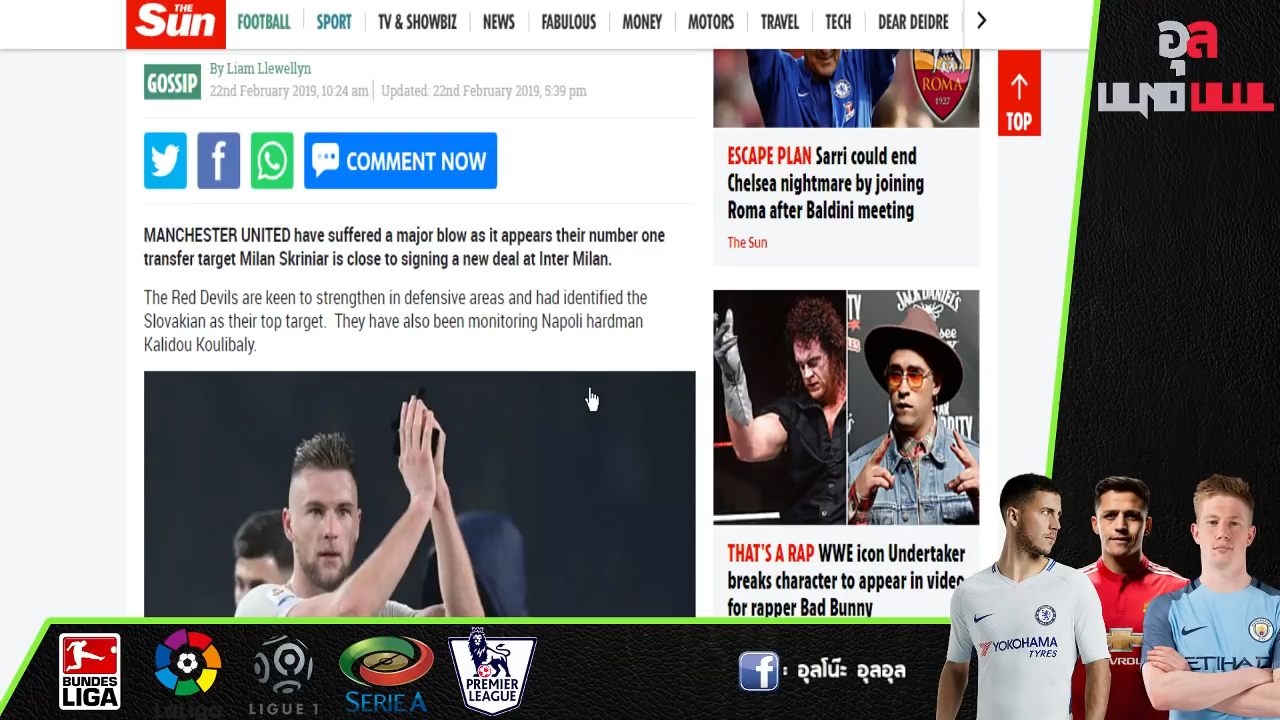 THE
Sun
FOOTBALL
SPORT
TV & SHOWBIZ
NEWS
FABULOUS
MONEY
MOTORS
TRAVEL
TECH
DEAR DEIDRE
GOSSIP
By Liam Llewellyn
22nd February 2019, 10:24 am
Updated: 22nd February 2019, 5:39 pm
COMMENT NOW
MANCHESTER UNITED have suffered a major blow as it appears their number one
transfer target Milan Skriniar is close to signing a new deal at Inter Milan.
The Red Devils are keen to strengthen in defensive areas and had identified the
Slovakian as their top target. They have also been monitoring Napoli hardman
Kalidou Koulibaly.
ROMA
1927
ESCAPE PLAN Sarri could end
Chelsea nightmare by joining
Roma after Baldini meeting
The Sun
JACK DANIEL'S
THAT'S A RAP WWE icon Undertaker
breaks character to appear in video
for rapper Bad Bunny
TOP
BUNDES
LIGA
LaLiga
LIGUE 1
SERIE A
PREMIER
LEAGUE
f : อุลโน๊ะ อุลอุล
YOKOHAMA
TYRES
ETIHAD